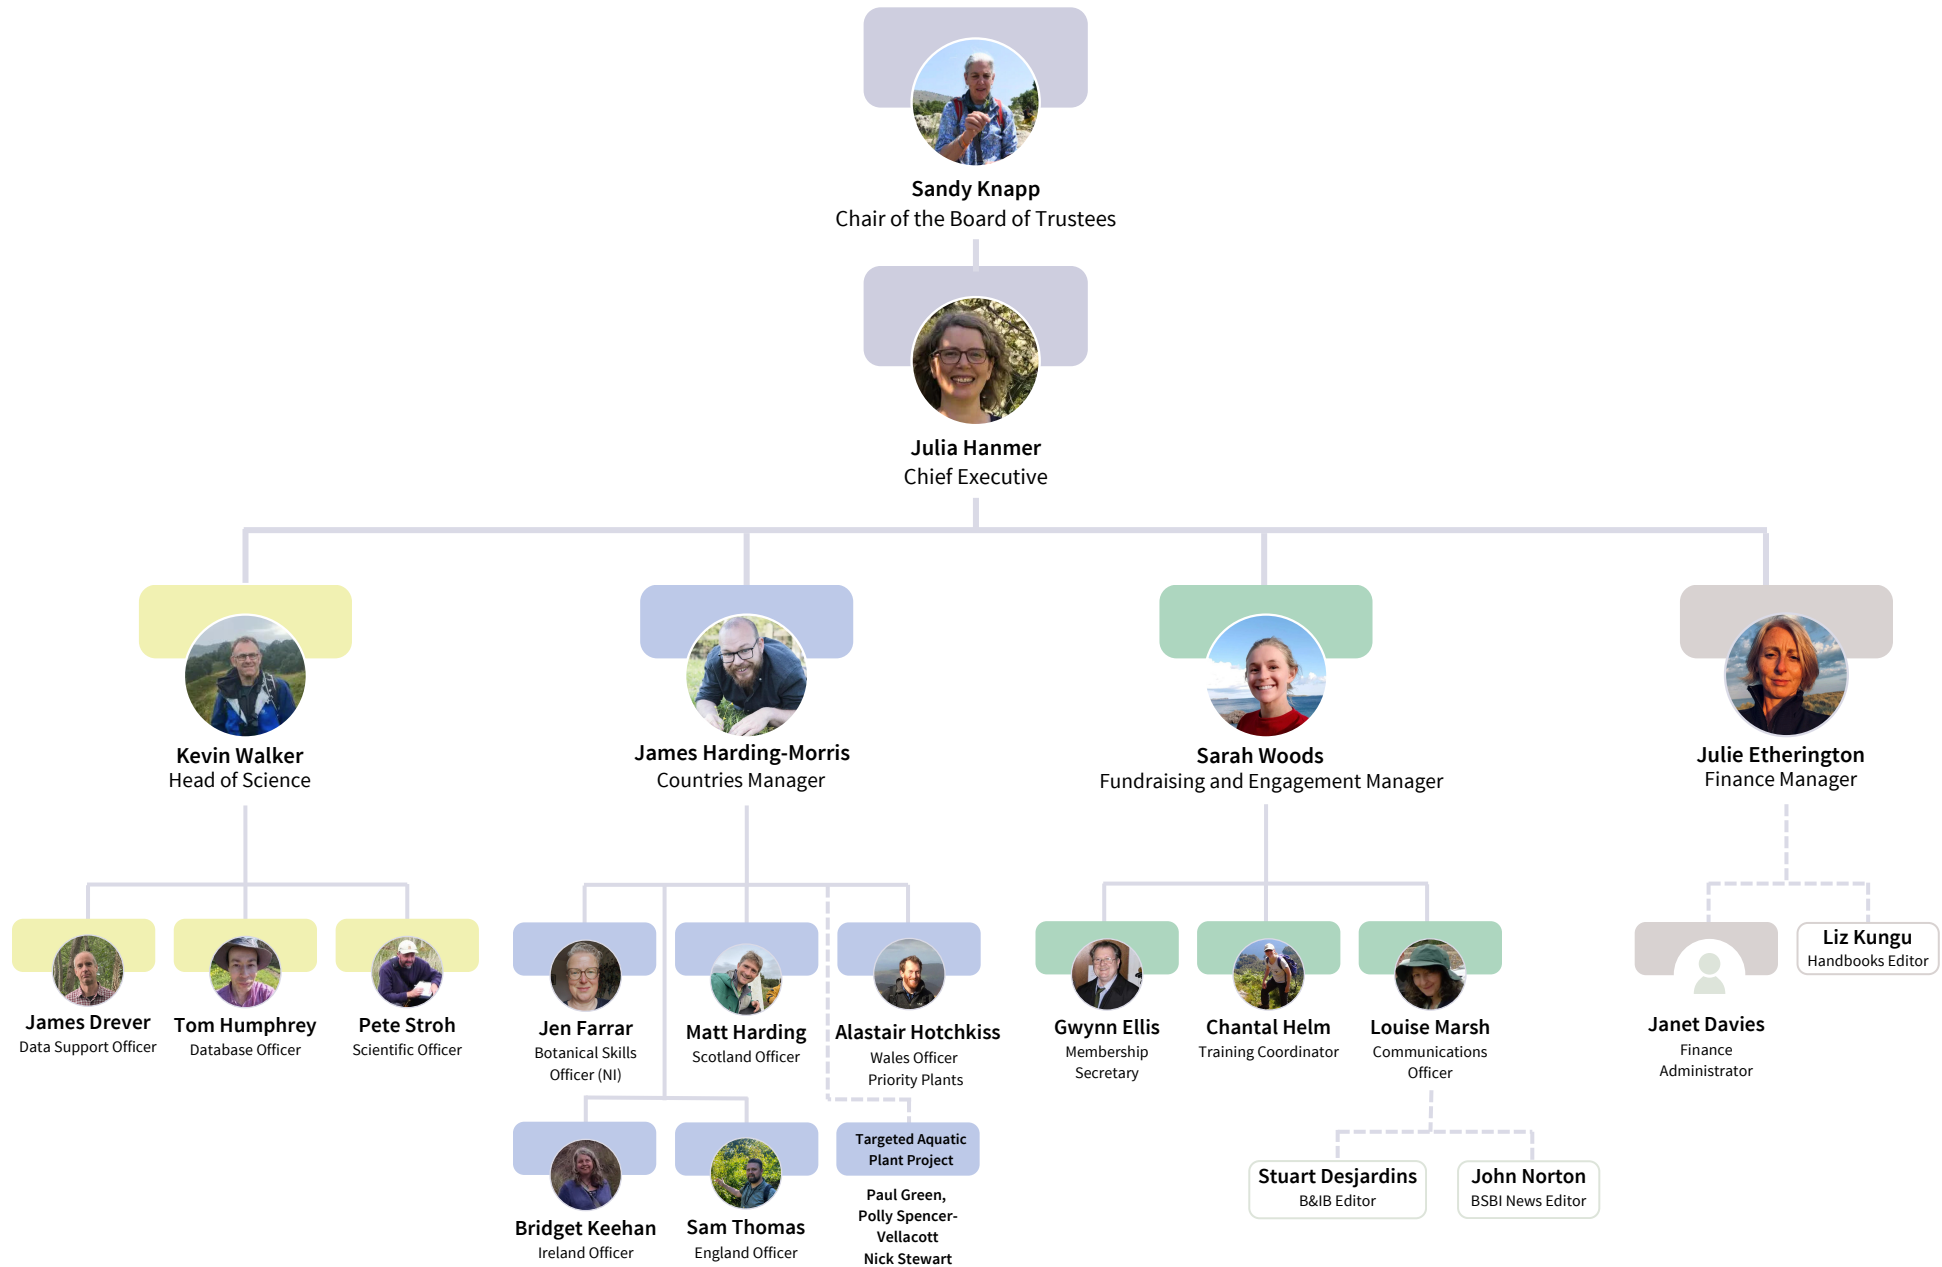 Sandy Knapp
Chair of the Board of Trustees
Julia Hanmer
Chief Executive
Kevin Walker
Head of Science
James Harding-Morris
Countries Manager
Sarah Woods
Fundraising and Engagement Manager
Julie Etherington
Finance Manager
James Drever
Data Support Officer
Tom Humphrey
Database Officer
Pete Stroh
Scientific Officer
Jen Farrar
Botanical Skills
Officer (NI)
Matt Harding
Scotland Officer
Alastair Hotchkiss
Wales Officer
Priority Plants
Bridget Keehan
Ireland Officer
Sam Thomas
England Officer
Targeted Aquatic
Plant Project
Paul Green,
Polly Spencer-
Vellacott
Nick Stewart
Gwynn Ellis
Membership
Secretary
Chantal Helm
Training Coordinator
Louise Marsh
Communications
Officer
Stuart Desjardins
B&IB Editor
John Norton
BSBI News Editor
Janet Davies
Finance
Administrator
Liz Kungu
Handbooks Editor